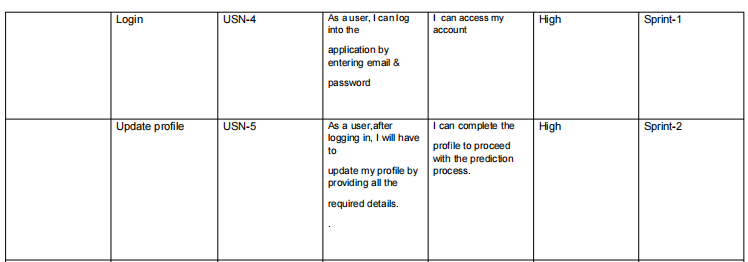 Login
USN-4
As a user, I can log
into the
application by
entering email &
password
I can access my
account
High
Sprint-1
Update profile
USN-5
As a user,after
logging in, I will have
to
update my profile by
providing all the
required details.
.
I can complete the
profile to proceed
with the prediction
process.
High
Sprint-2